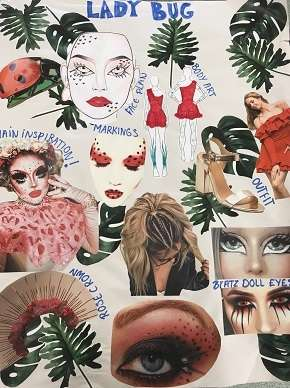 LADY BUG
FACE PLAN
BODY ART
MARKINGS
MAIN INSPIRATION!
OUTFIT
BRATZ DOLL EYES
ROSE CROWN